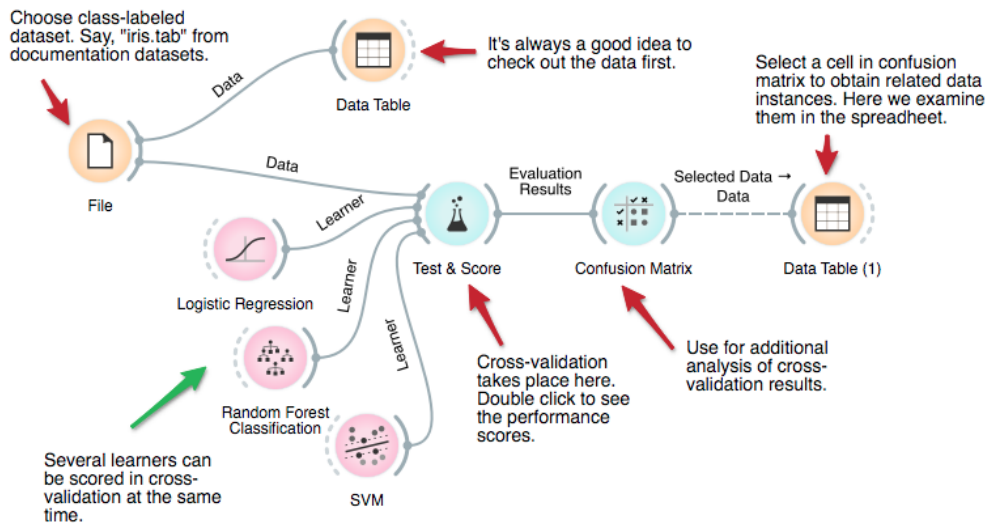 Choose class-labeled
dataset. Say, "iris.tab" from
documentation datasets.
It's always a good idea to
check out the data first.
Select a cell in confusion
matrix to obtain related data
instances. Here we examine
them in the spreadheet.
Data
Data Table
File
Data
Learner
Learner
Learner
Evaluation
Results
Selected Data →
Data
Logistic Regression
Test & Score
Confusion Matrix
Data Table (1)
Random Forest
Classification
SVM
Cross-validation
takes place here.
Double click to see
the performance
scores.
Use for additional
analysis of cross-
validation results.
Several learners can
be scored in cross-
validation at the same
time.